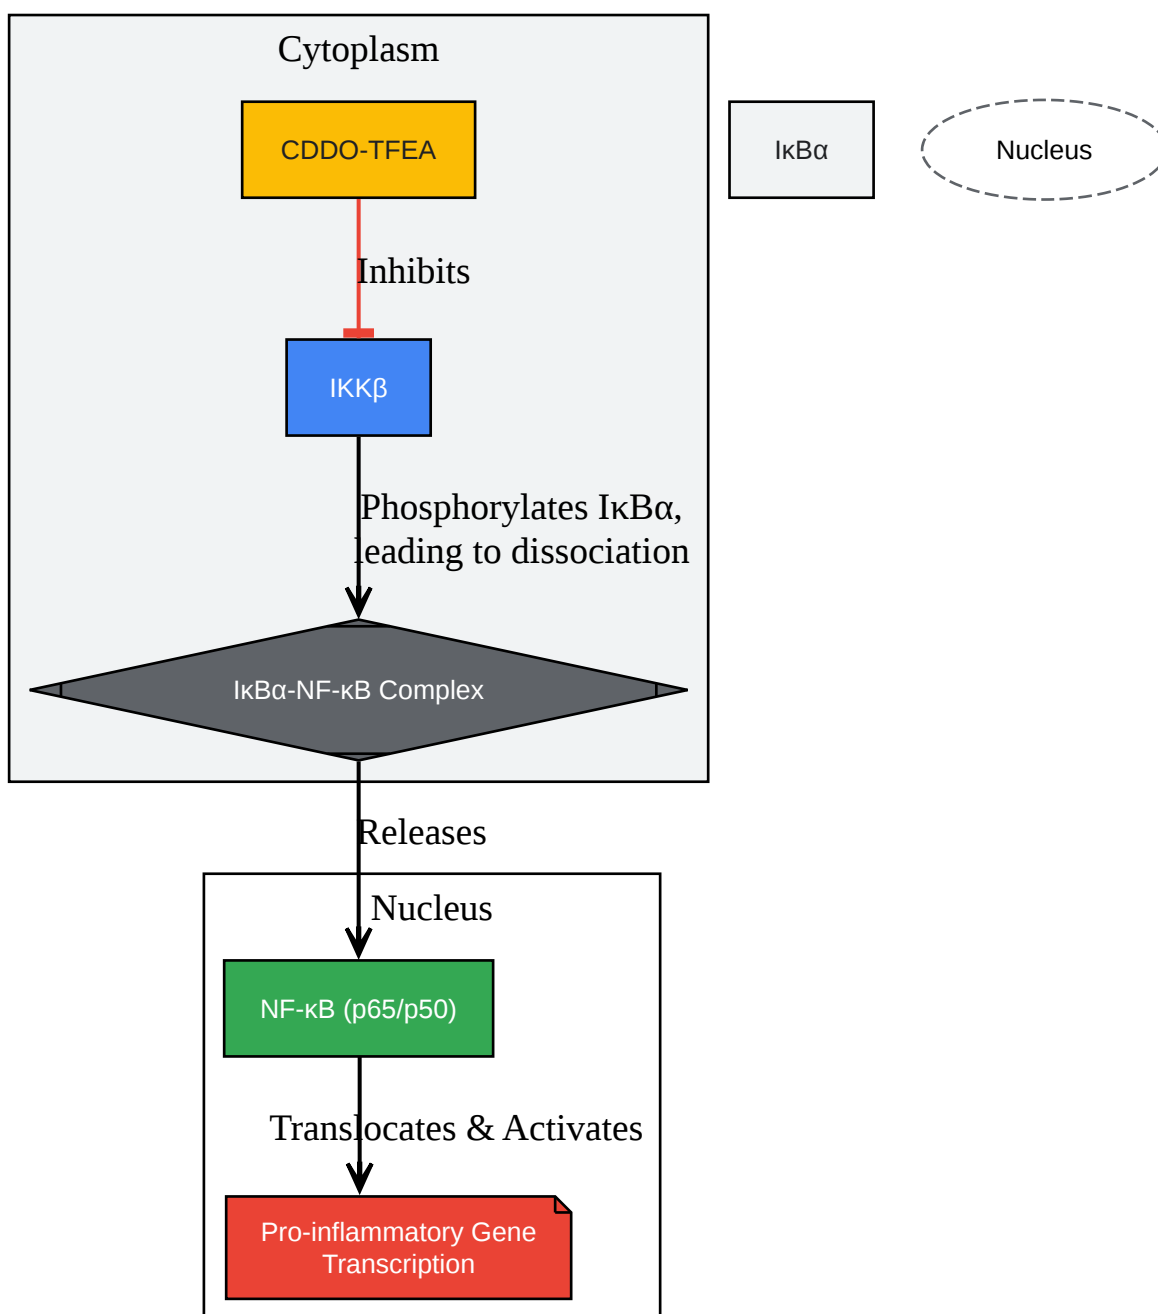 Cytoplasm
CDDO-TFEA
IκBα
Nucleus
Inhibits
IKKβ
Phosphorylates IκBα,
leading to dissociation
IκBα-NF-κB Complex
Releases
Nucleus
NF-κB (p65/p50)
Translocates & Activates
Pro-inflammatory Gene
Transcription